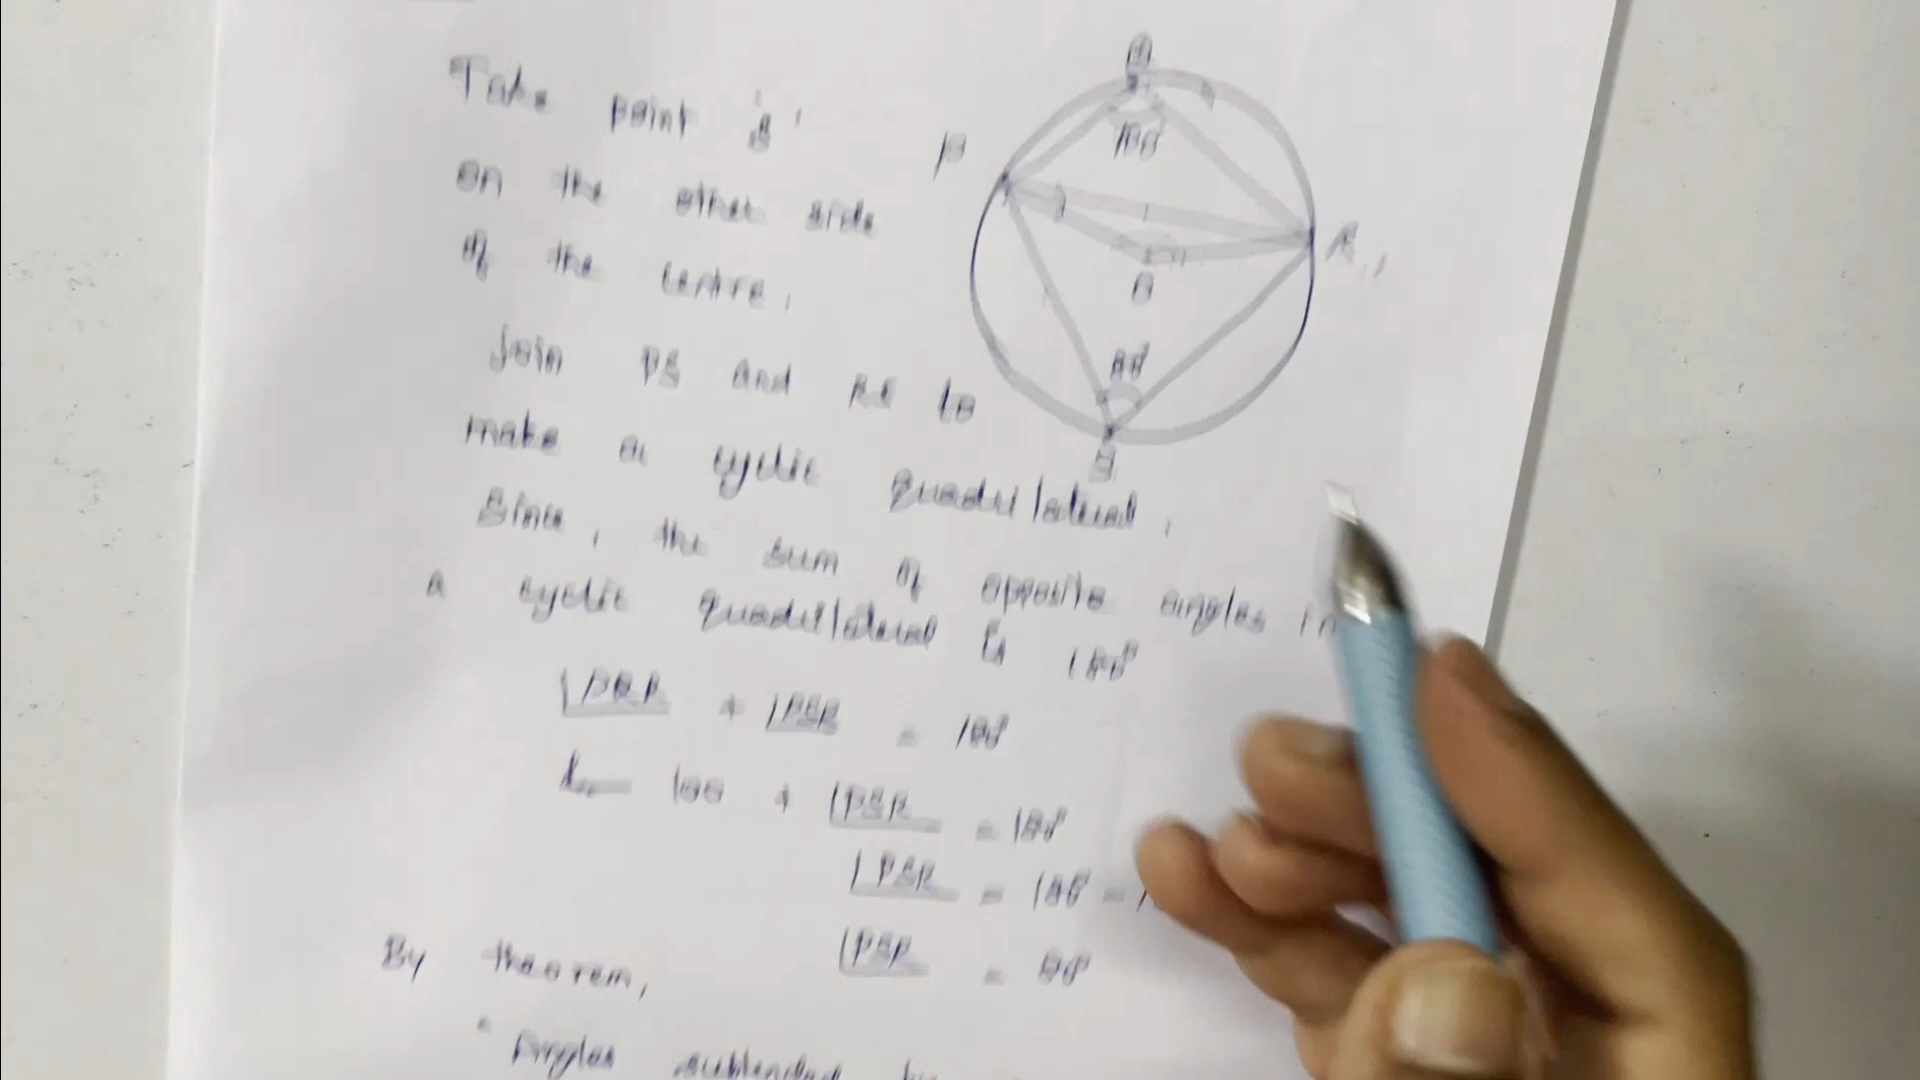 Take point 'S'
on the other side
of the centre,
Join PS and RS to
make a cyclic quadrilateral,
Since, the sum of opposite angles in
a cyclic quadrilateral is 180°
∠PQR + ∠PSR = 180°
100 + ∠PSR = 180°
∠PSR = 180° -
∠PSR = 80°
By theorem,
" Angles subtended by
Q
100°
P
R
O
80°
S